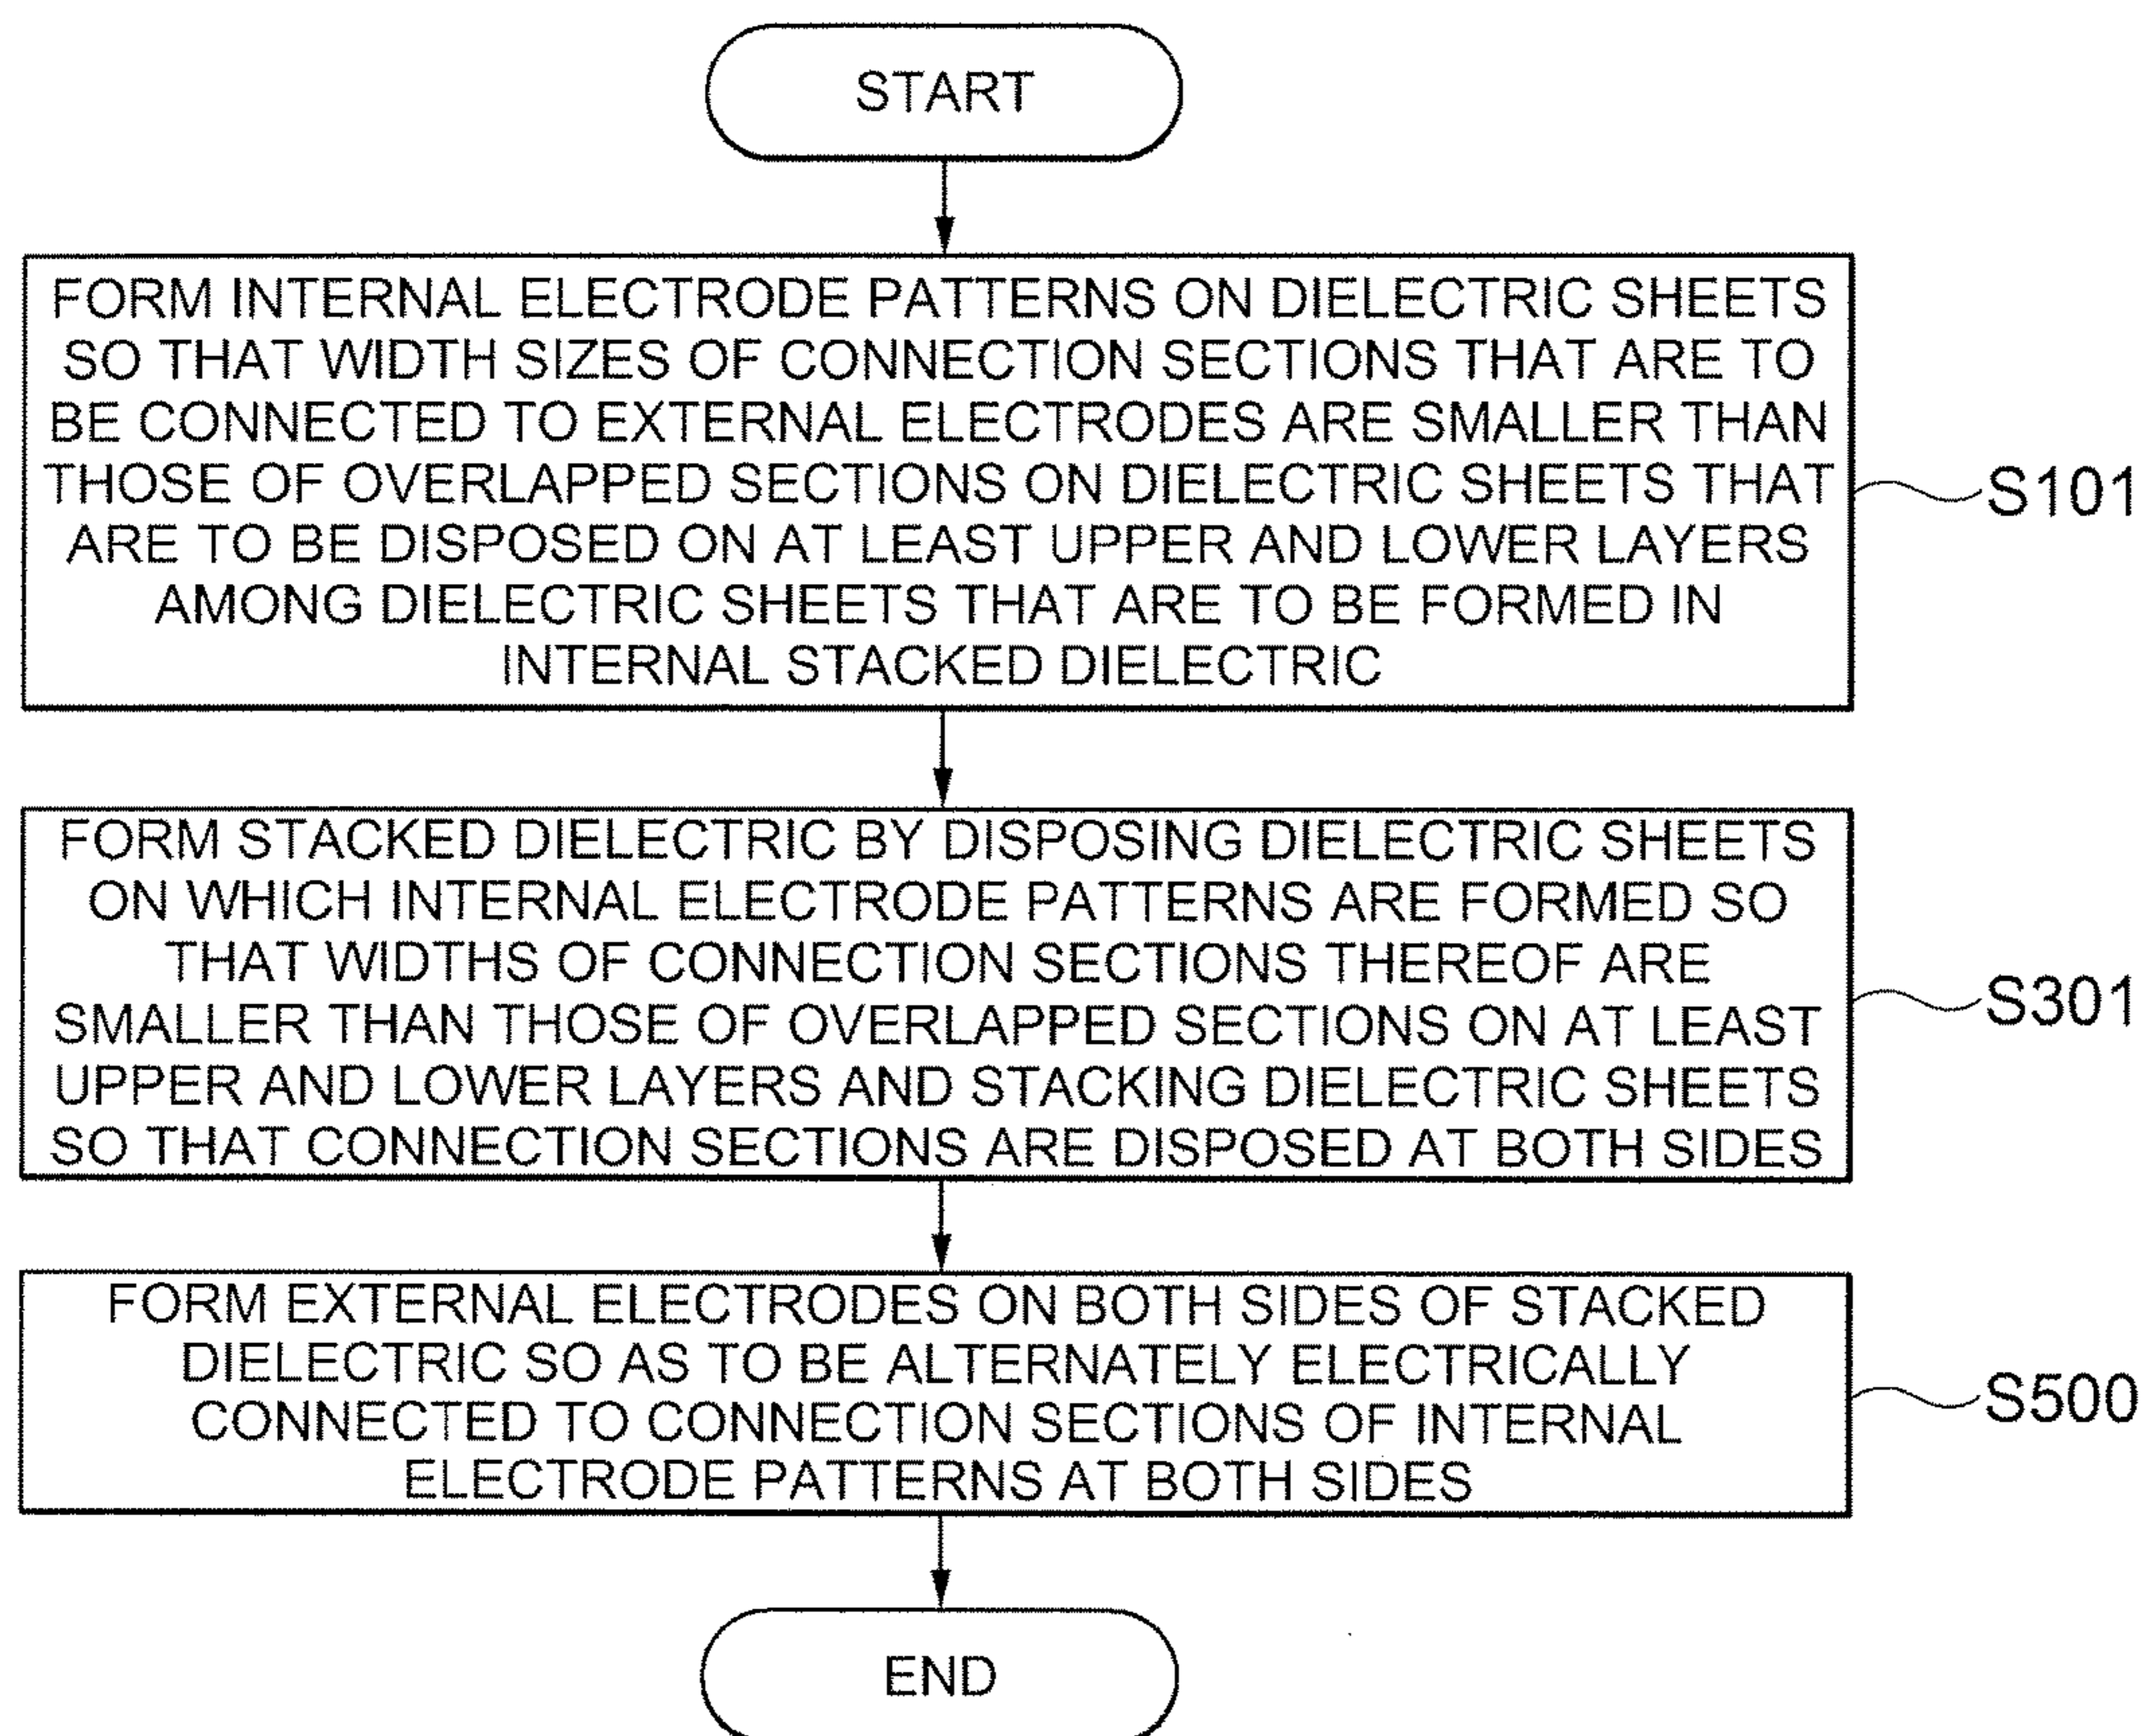 START
FORM INTERNAL ELECTRODE PATTERNS ON DIELECTRIC SHEETS
SO THAT WIDTH SIZES OF CONNECTION SECTIONS THAT ARE TO
BE CONNECTED TO EXTERNAL ELECTRODES ARE SMALLER THAN
THOSE OF OVERLAPPED SECTIONS ON DIELECTRIC SHEETS THAT
ARE TO BE DISPOSED ON AT LEAST UPPER AND LOWER LAYERS
AMONG DIELECTRIC SHEETS THAT ARE TO BE FORMED IN
INTERNAL STACKED DIELECTRIC
S101
FORM STACKED DIELECTRIC BY DISPOSING DIELECTRIC SHEETS
ON WHICH INTERNAL ELECTRODE PATTERNS ARE FORMED SO
THAT WIDTHS OF CONNECTION SECTIONS THEREOF ARE
SMALLER THAN THOSE OF OVERLAPPED SECTIONS ON AT LEAST
UPPER AND LOWER LAYERS AND STACKING DIELECTRIC SHEETS
SO THAT CONNECTION SECTIONS ARE DISPOSED AT BOTH SIDES
S301
FORM EXTERNAL ELECTRODES ON BOTH SIDES OF STACKED
DIELECTRIC SO AS TO BE ALTERNATELY ELECTRICALLY
CONNECTED TO CONNECTION SECTIONS OF INTERNAL
ELECTRODE PATTERNS AT BOTH SIDES
S500
END